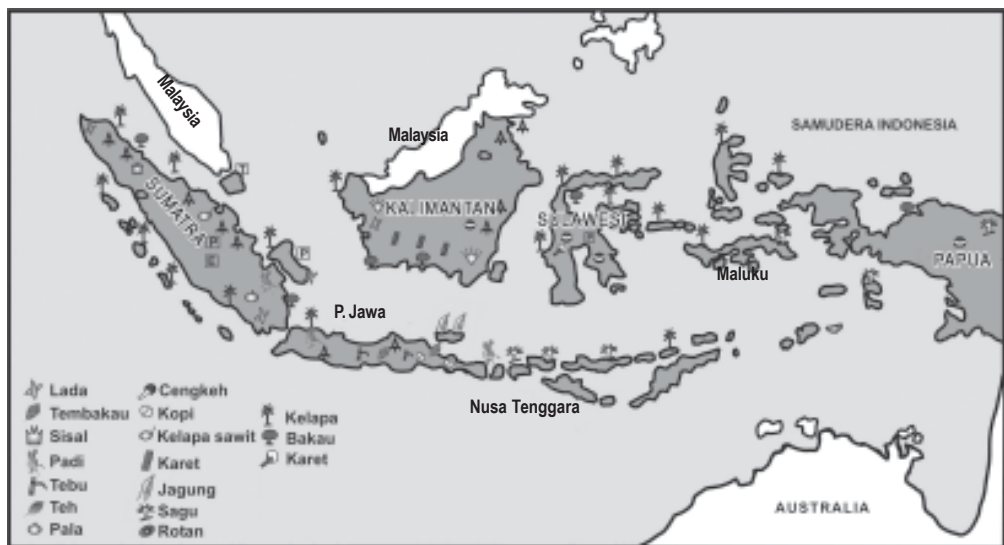 Malaysia
Malaysia
SAMUDERA INDONESIA
SUMATRA
KALIMANTAN
SULAWESI
PAPUA
Maluku
P. Jawa
Nusa Tenggara
AUSTRALIA
Lada
Tembakau
Sisal
Padi
Tebu
Teh
Pala
Cengkeh
Kopi
Kelapa sawit
Karet
Jagung
Sagu
Rotan
Kelapa
Bakau
Karet
T
P
P
P